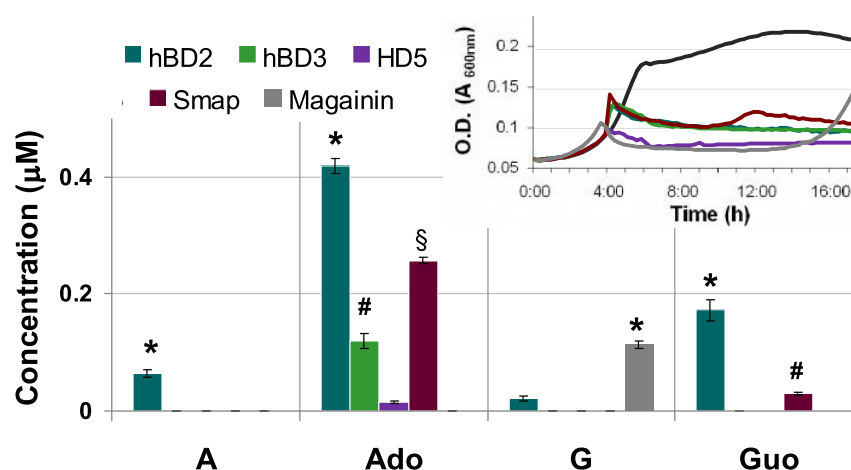 hBD2 hBD3 HD5
Smap Magainin
Concentration (µM)
0.4
0.2
0
*
*
#
§
*
*
#
A Ado G Guo
O.D. (A 600nm)
0.2
0.15
0.1
0.05
0:00 4:00 8:00 12:00 16:00
Time (h)